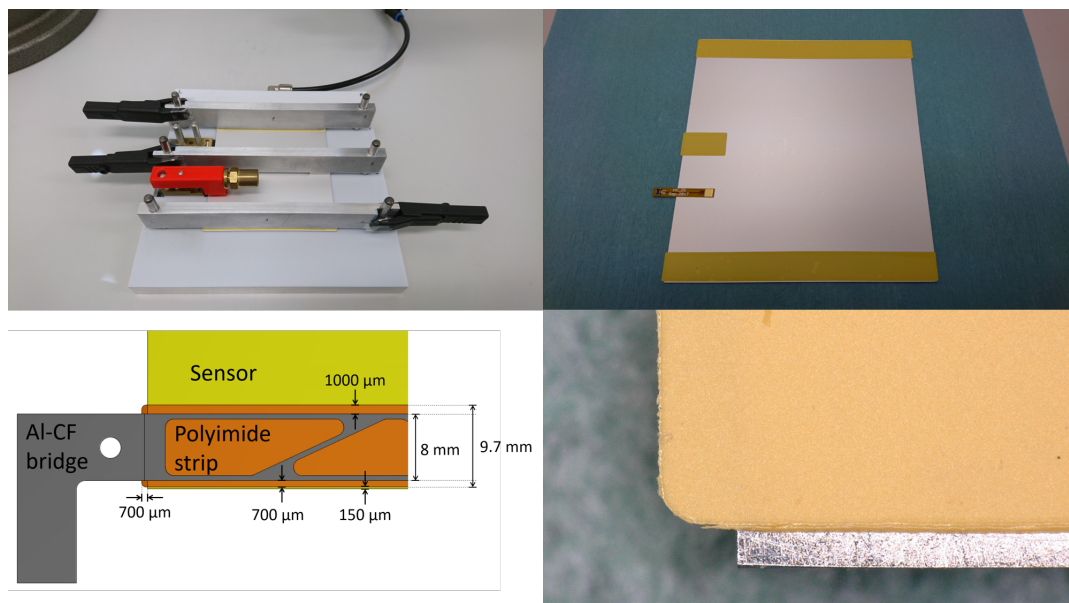 Sensor
1000 µm
Al-CF
bridge
Polyimide
strip
8 mm
9.7 mm
700 µm
700 µm
150 µm